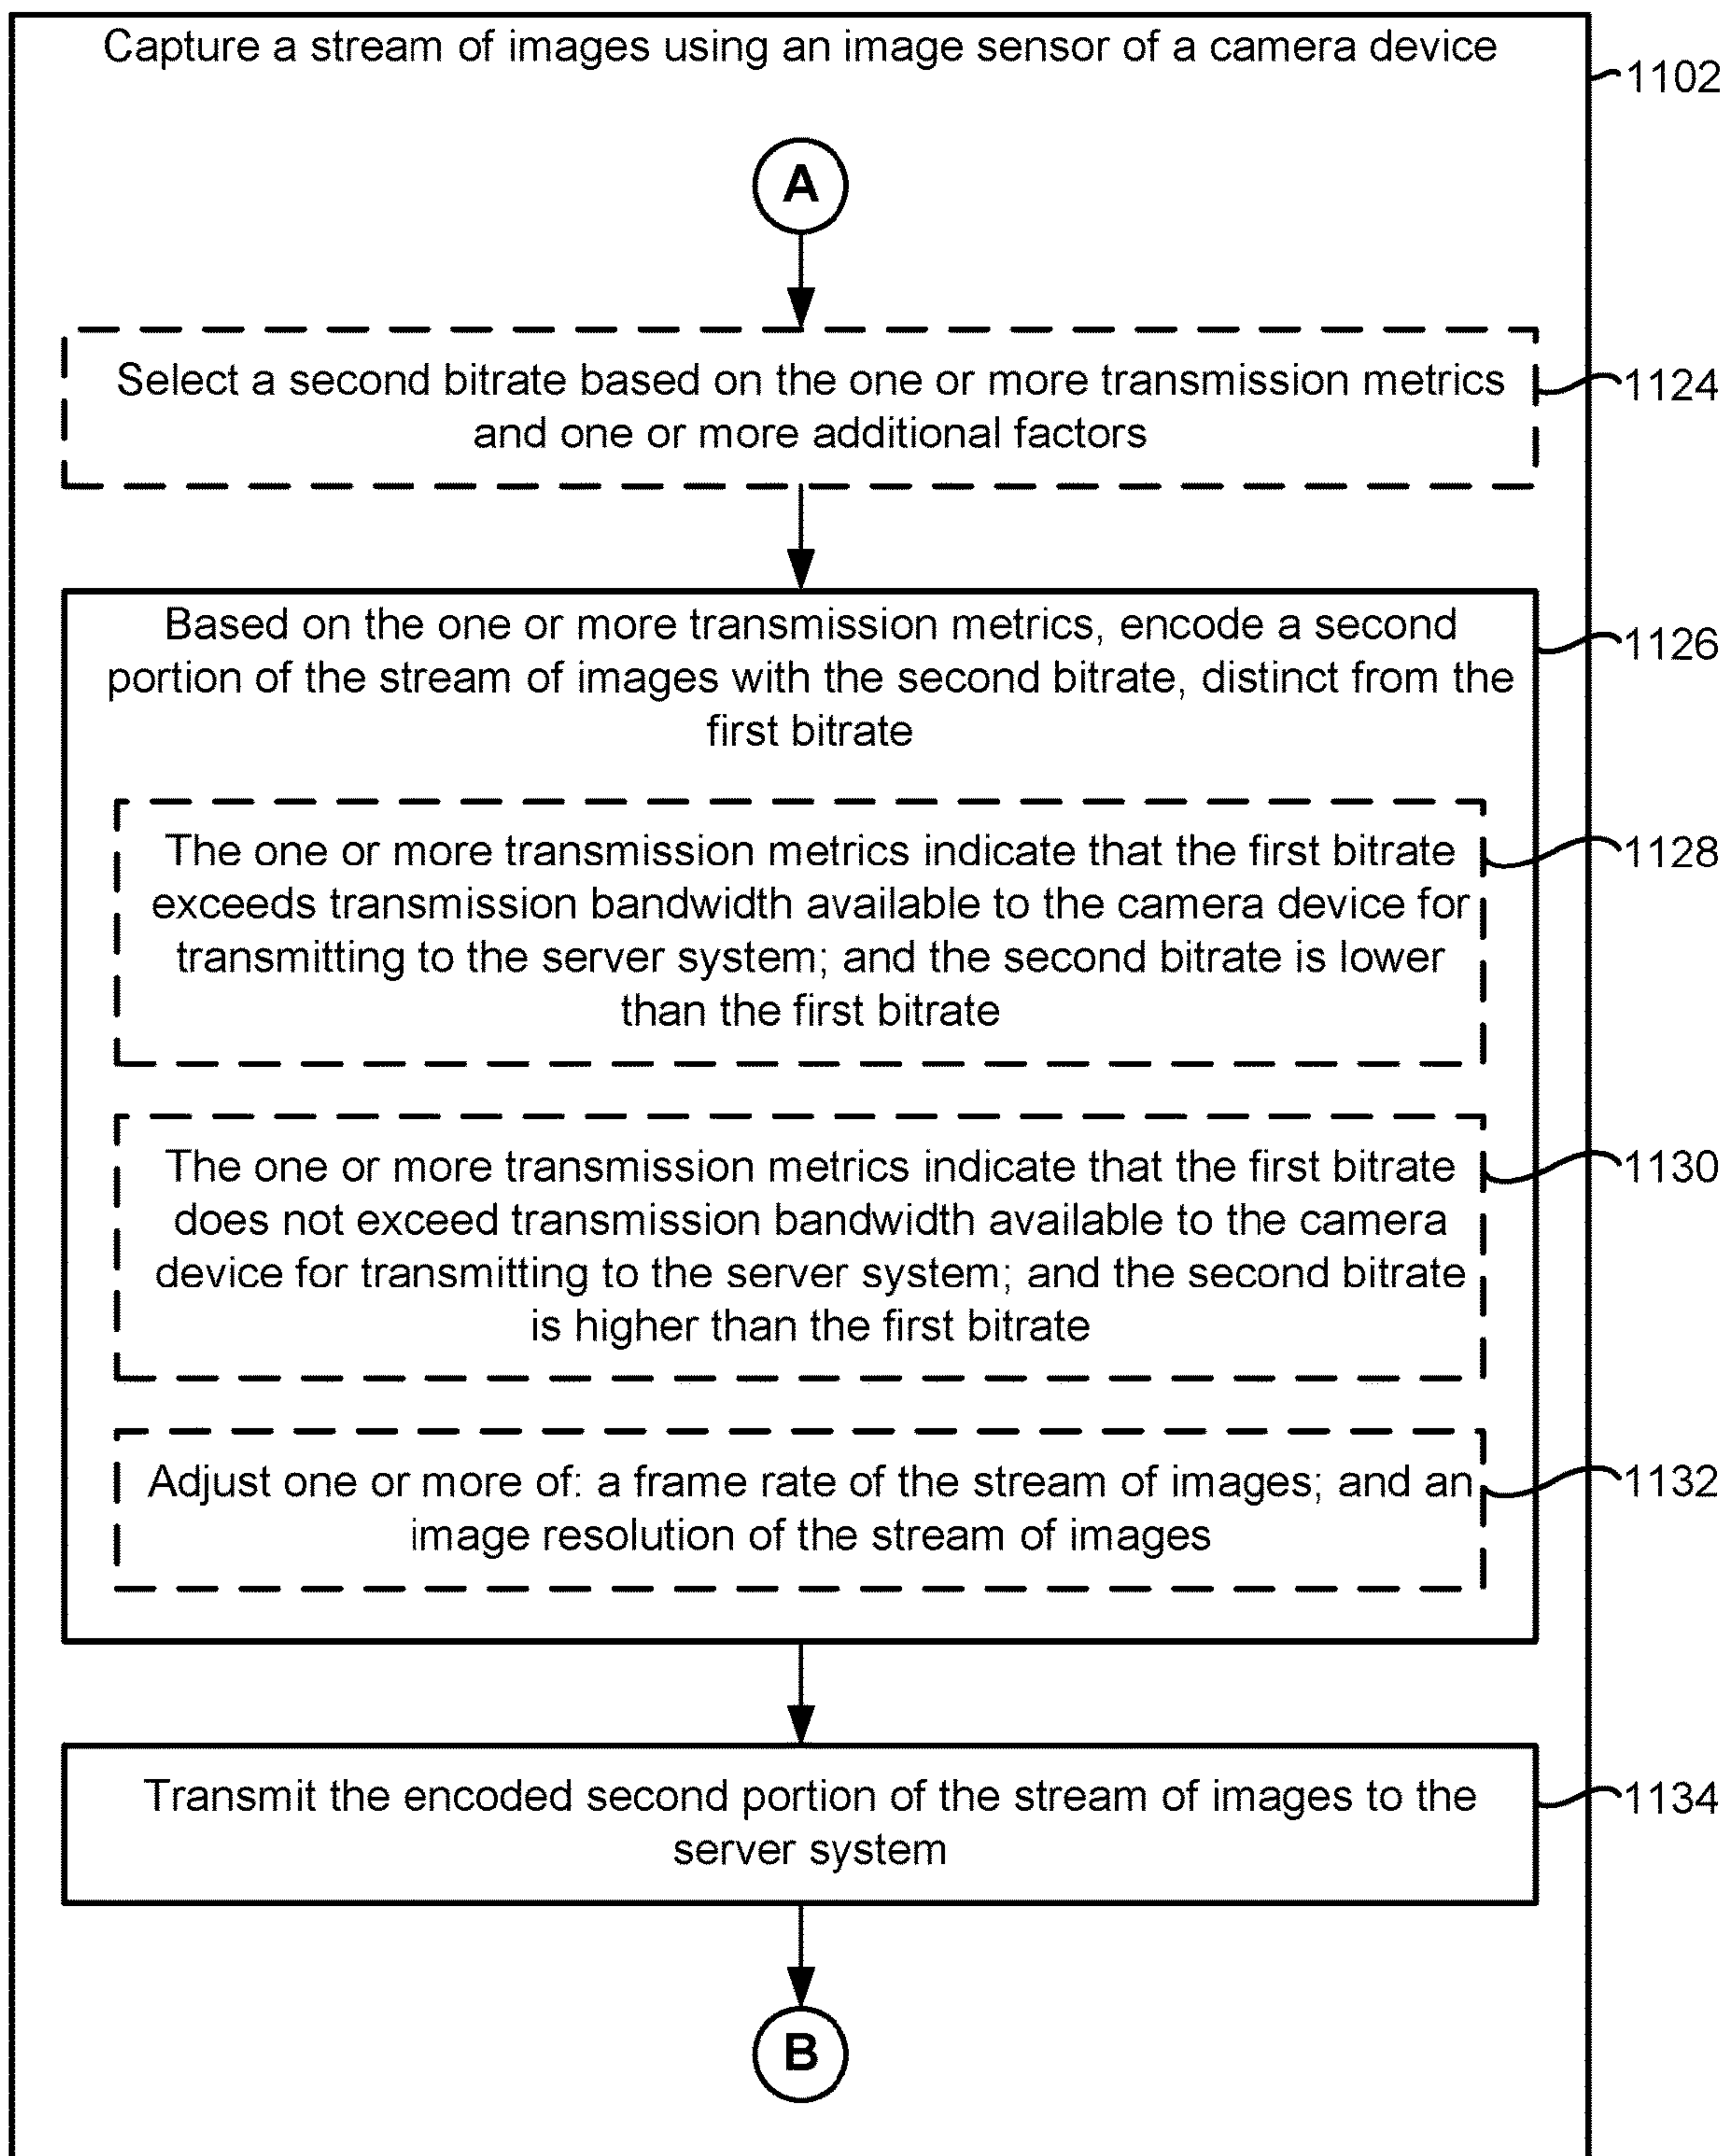 Capture a stream of images using an image sensor of a camera device
1102
A
Select a second bitrate based on the one or more transmission metrics
and one or more additional factors
1124
Based on the one or more transmission metrics, encode a second
portion of the stream of images with the second bitrate, distinct from the
first bitrate
1126
The one or more transmission metrics indicate that the first bitrate
exceeds transmission bandwidth available to the camera device for
transmitting to the server system; and the second bitrate is lower
than the first bitrate
1128
The one or more transmission metrics indicate that the first bitrate
does not exceed transmission bandwidth available to the camera
device for transmitting to the server system; and the second bitrate
is higher than the first bitrate
1130
Adjust one or more of: a frame rate of the stream of images; and an
image resolution of the stream of images
1132
Transmit the encoded second portion of the stream of images to the
server system
1134
B